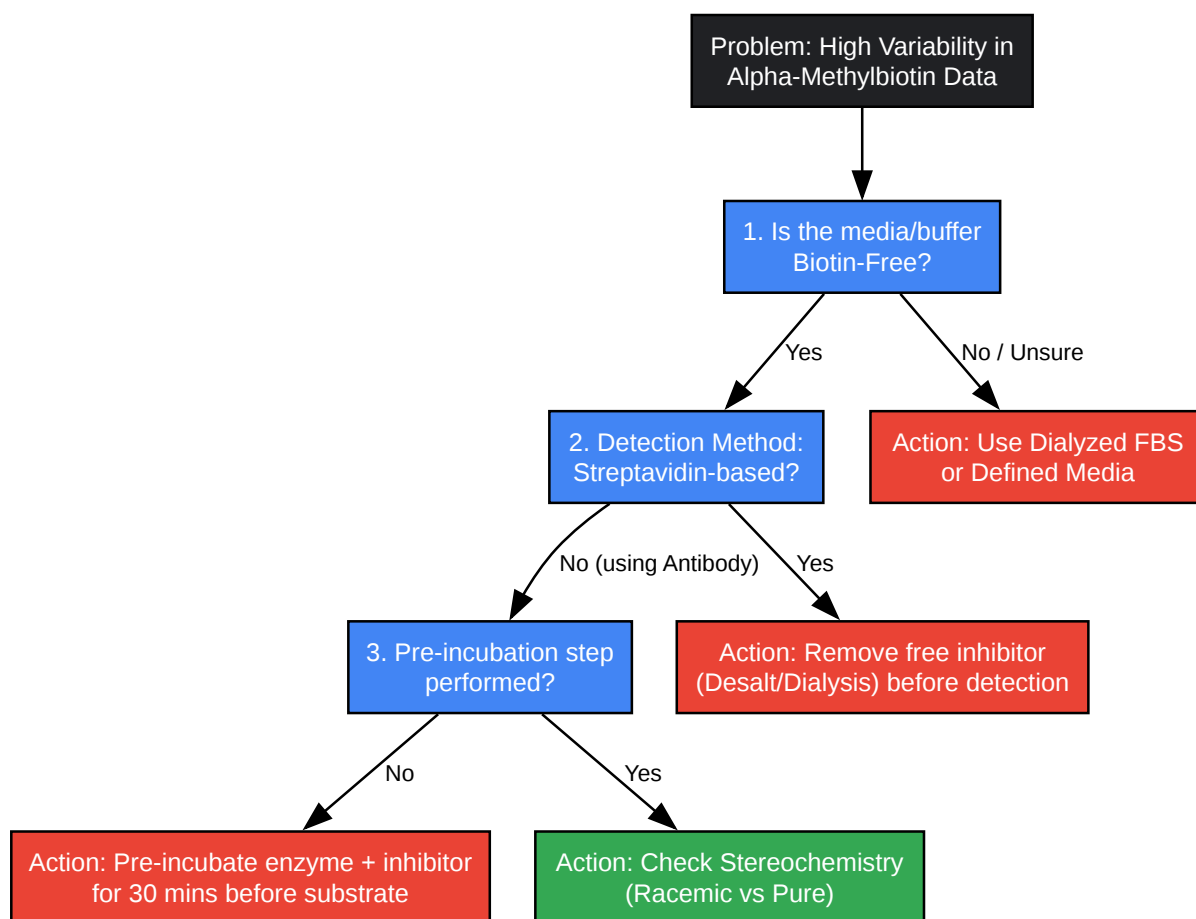 Problem: High Variability in
Alpha-Methylbiotin Data
1. Is the media/buffer
Biotin-Free?
Yes
No / Unsure
2. Detection Method:
Streptavidin-based?
Action: Use Dialyzed FBS
or Defined Media
No (using Antibody)
Yes
3. Pre-incubation step
performed?
Action: Remove free inhibitor
(Desalt/Dialysis) before detection
No
Yes
Action: Pre-incubate enzyme + inhibitor
for 30 mins before substrate
Action: Check Stereochemistry
(Racemic vs Pure)